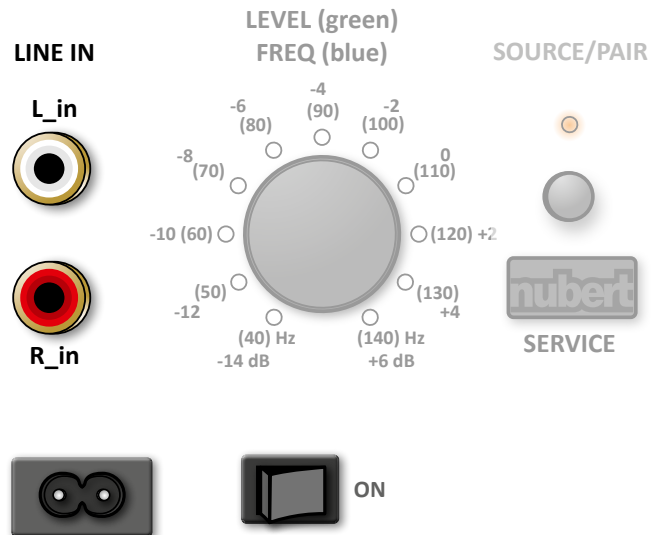 LEVEL (green)
FREQ (blue)
LINE IN
SOURCE/PAIR
L_in
-4
(90)
-6
(80)
-2
(100)
-8
(70)
0
(110)
-10 (60)
(120) +2
(50)
-12
(130)
+4
(40) Hz
-14 dB
(140) Hz
+6 dB
R_in
nubert
SERVICE
ON